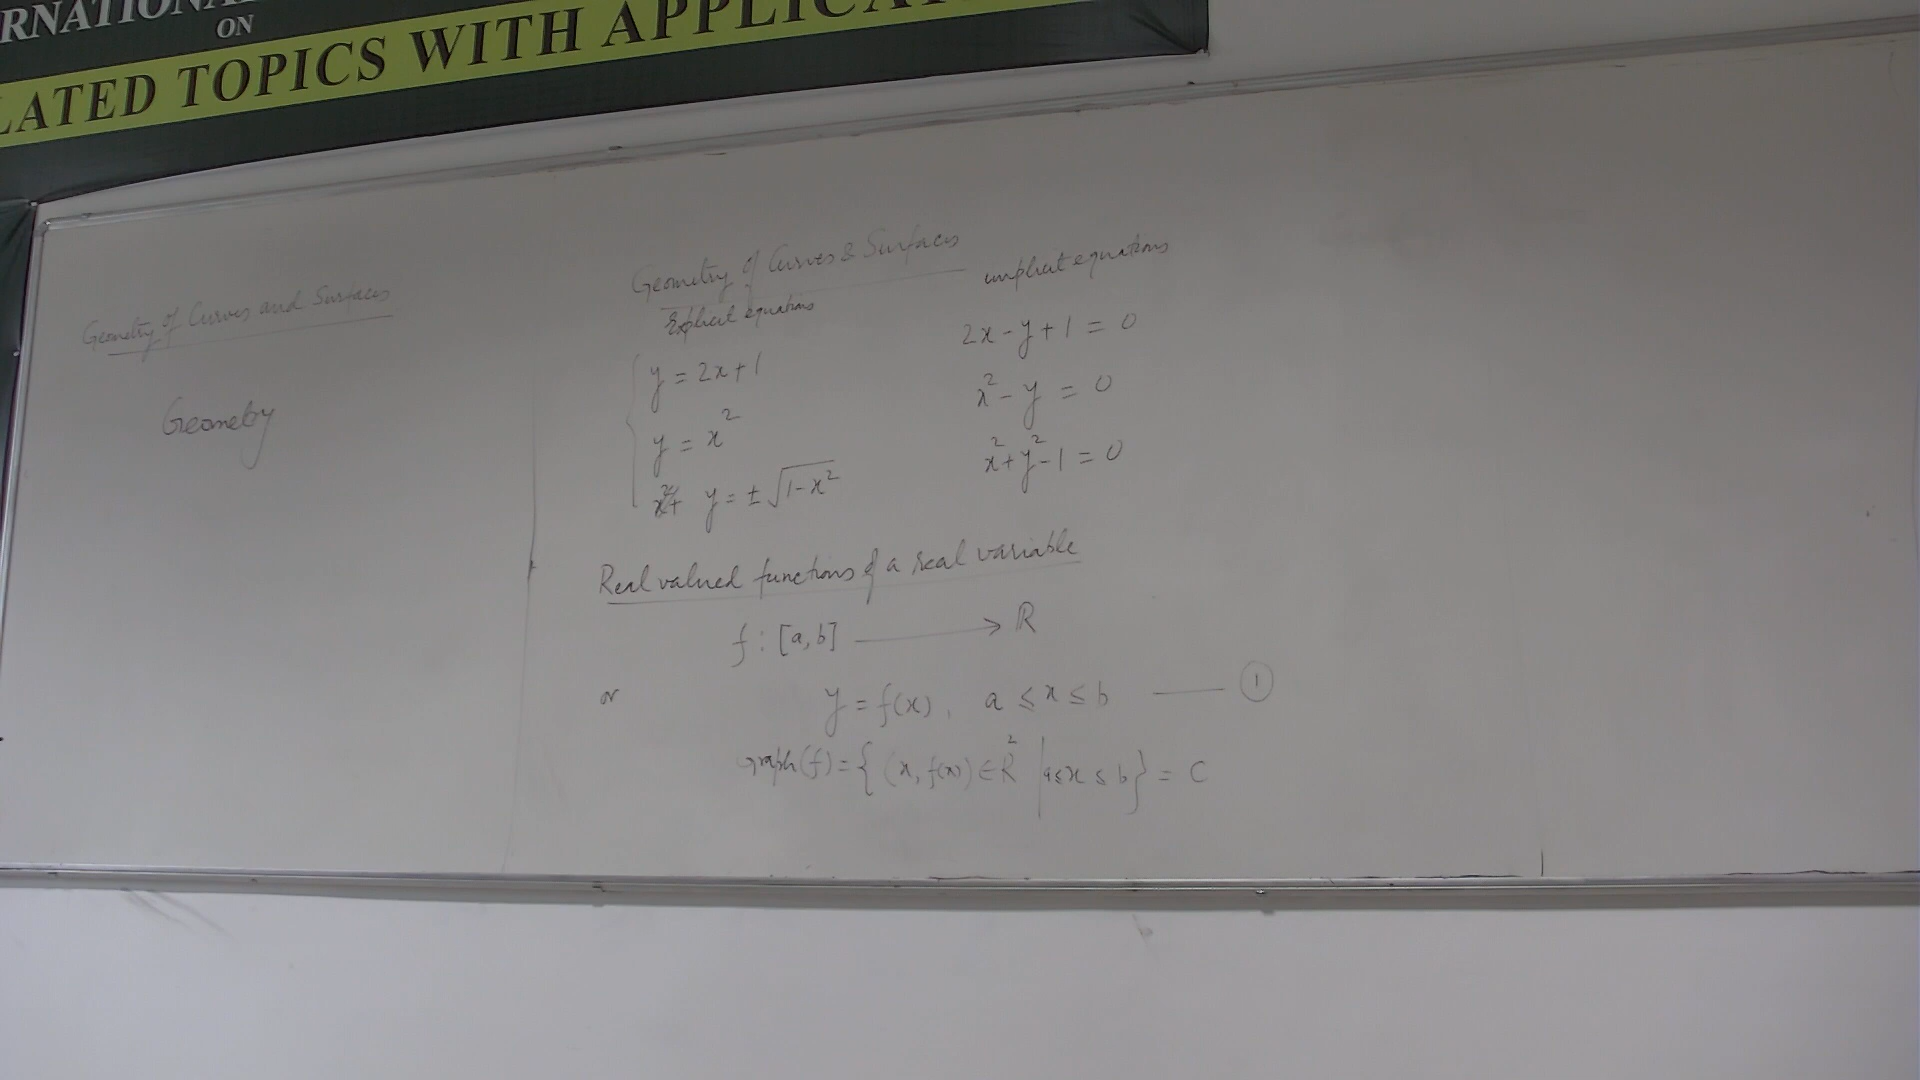 ON
LATED TOPICS WITH
Geometry of Curves and Surfaces
Geometry
Geometry of Curves & Surfaces
Explicit equations
implicit equations
y = 2x+1
2x-y+1 = 0
y = x²
x²-y = 0
y = ± √(1-x²)
x²+y²-1 = 0
Real valued functions of a real variable
f : [a,b] ⟶ R
or y = f(x), a ≤ x ≤ b —— ①
graph(f) = { (x, f(x)) ∈ R² | a ≤ x ≤ b } = C